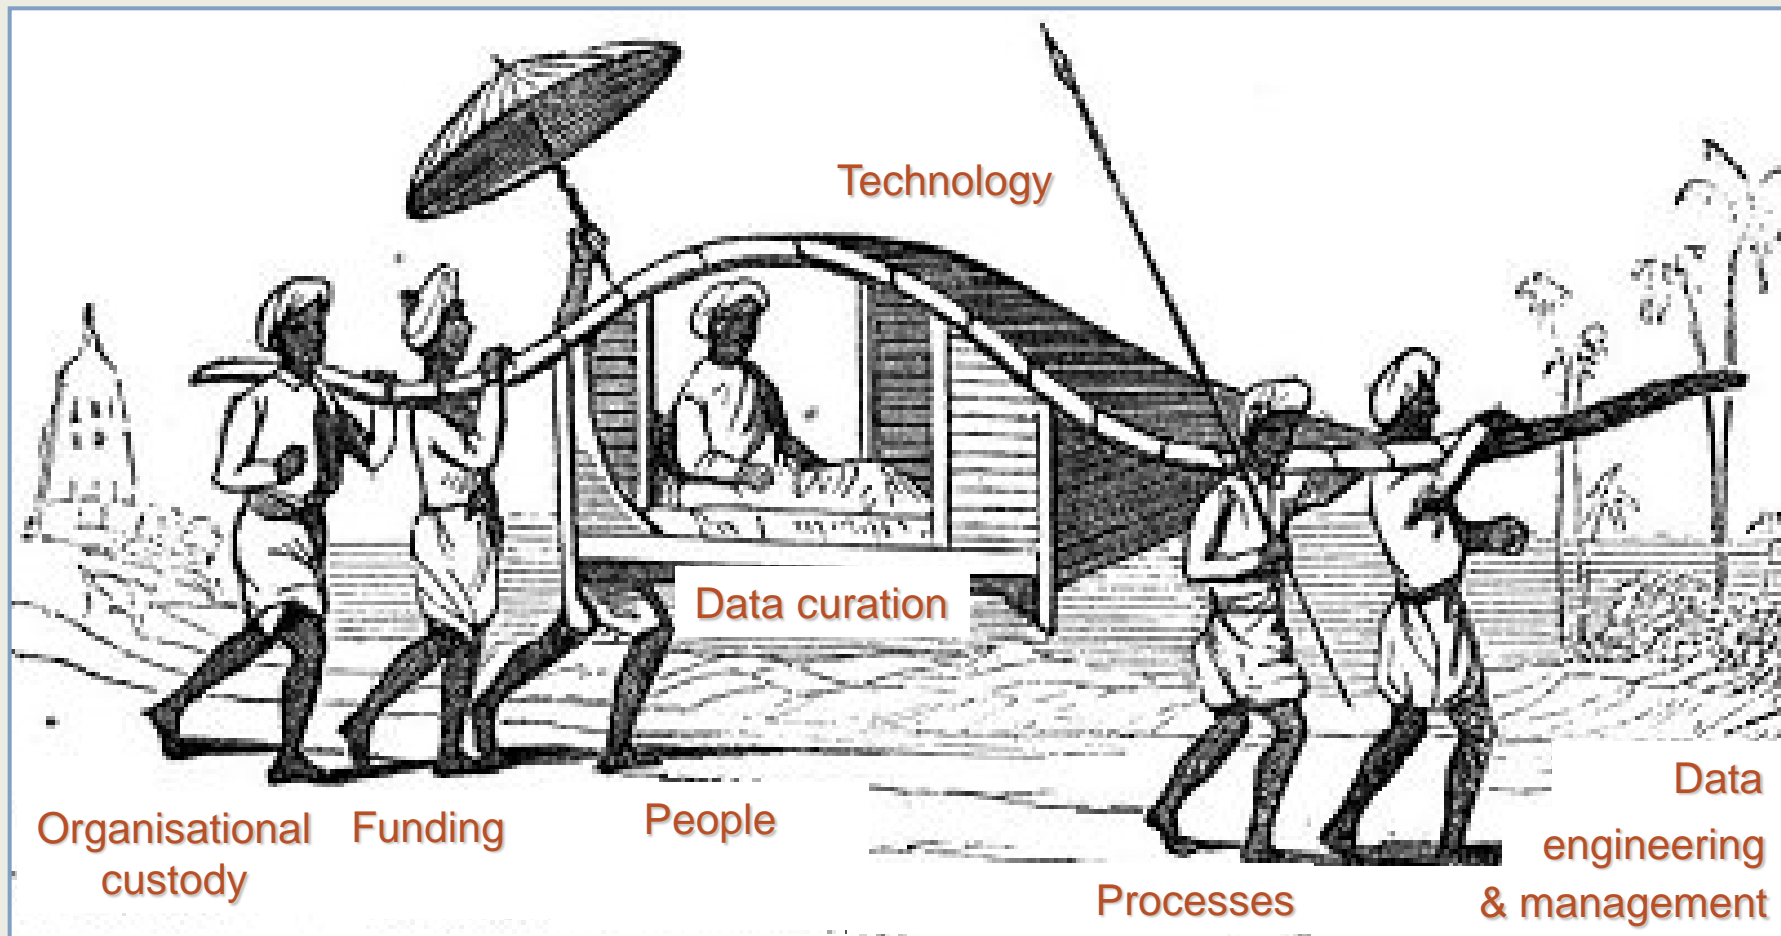 Technology
Data curation
Organisational
custody
Funding
People
Processes
Data
engineering
& management